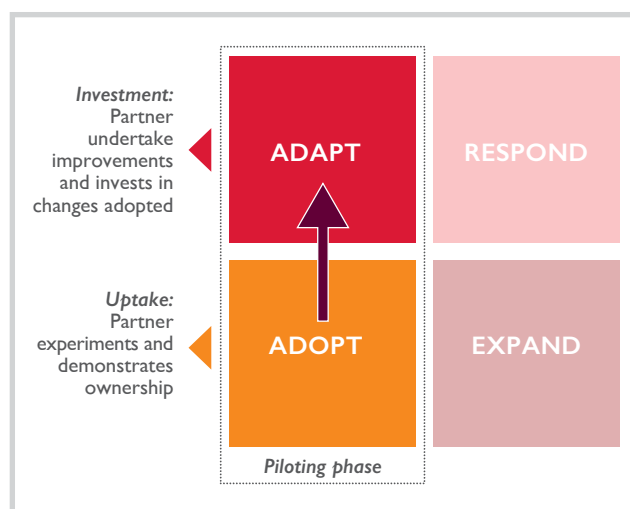 Investment:
Partner
undertake
improvements
and invests in
changes adopted
ADAPT
RESPOND
Uptake:
Partner
experiments and
demonstrates
ownership
ADOPT
EXPAND
Piloting phase